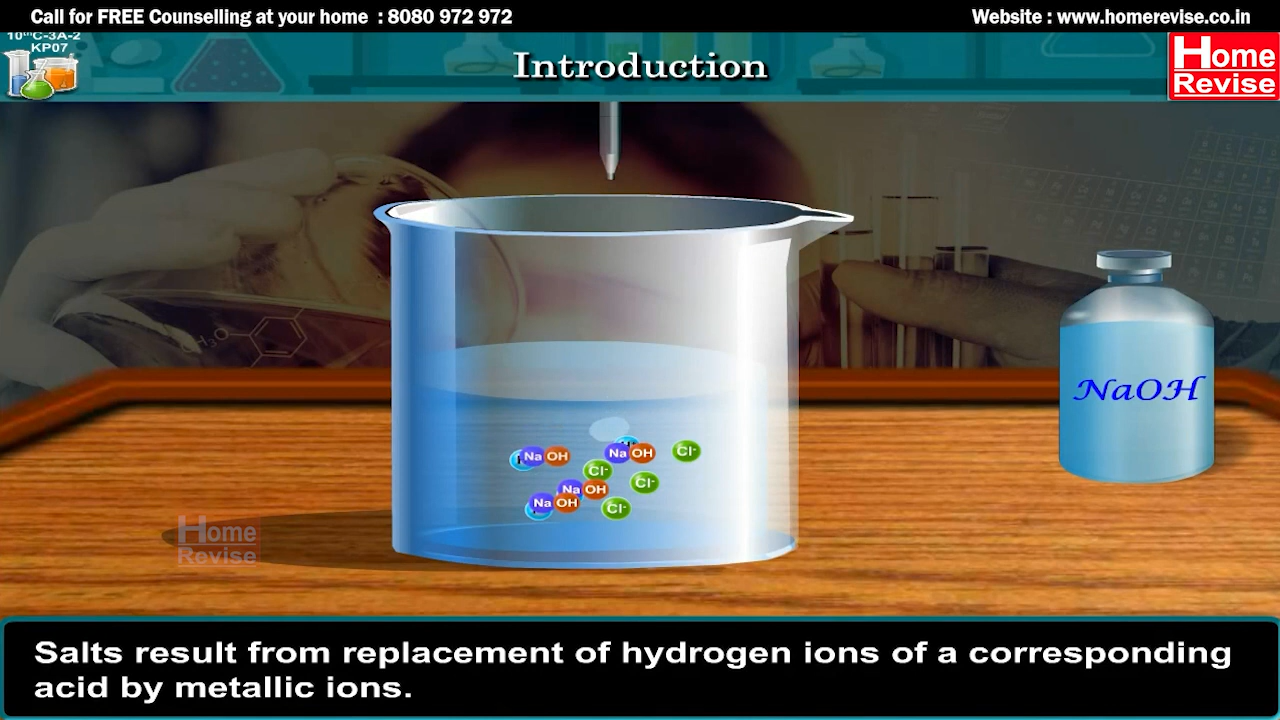 Call for FREE Counselling at your home : 8080 972 972
Website : www.homerevise.co.in
10thC-3A-2
KP07
Introduction
Home
Revise
CH₃O
NaOH
Na OH
Na OH
Cl-
Cl-
Cl-
Na OH
Na OH
Cl-
Home
Revise
Salts result from replacement of hydrogen ions of a corresponding
acid by metallic ions.